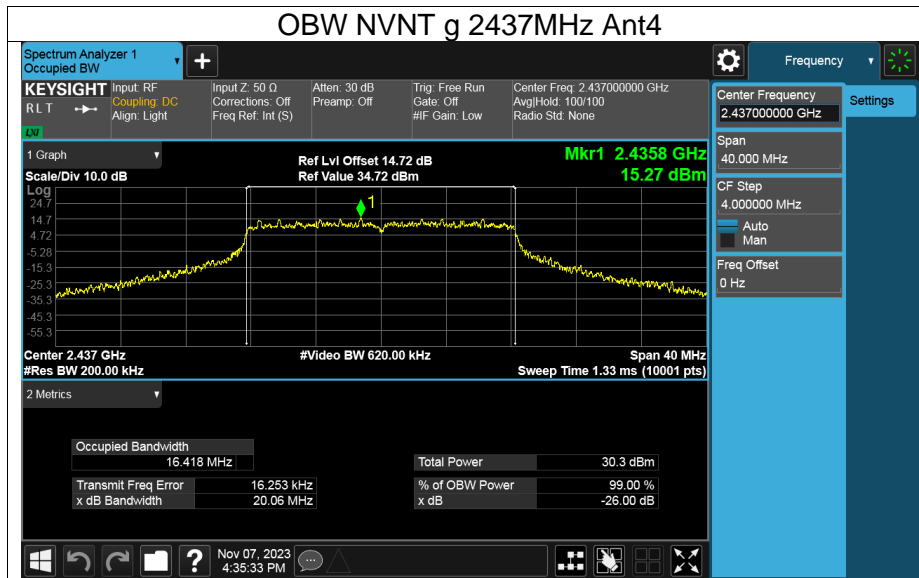 OBW NVNT g 2437MHz Ant4
Spectrum Analyzer 1
Occupied BW
+
Frequency
KEYSIGHT
R L T
LXI
Input: RF
Coupling: DC
Align: Light
Input Z: 50 Ω
Corrections: Off
Freq Ref: Int (S)
Atten: 30 dB
Preamp: Off
Trig: Free Run
Gate: Off
#IF Gain: Low
Center Freq: 2.437000000 GHz
Avg|Hold: 100/100
Radio Std: None
Center Frequency
2.437000000 GHz
Settings
Span
40.000 MHz
CF Step
4.000000 MHz
Auto
Man
Freq Offset
0 Hz
1 Graph
Scale/Div 10.0 dB
Ref Lvl Offset 14.72 dB
Ref Value 34.72 dBm
Mkr1 2.4358 GHz
15.27 dBm
Log
24.7
14.7
4.72
-5.28
-15.3
-25.3
-35.3
-45.3
-55.3
1
Center 2.437 GHz
#Res BW 200.00 kHz
#Video BW 620.00 kHz
Span 40 MHz
Sweep Time 1.33 ms (10001 pts)
2 Metrics
Occupied Bandwidth
16.418 MHz
Total Power 30.3 dBm
Transmit Freq Error 16.253 kHz
% of OBW Power 99.00 %
x dB Bandwidth 20.06 MHz
x dB -26.00 dB
?
Nov 07, 2023
4:35:33 PM